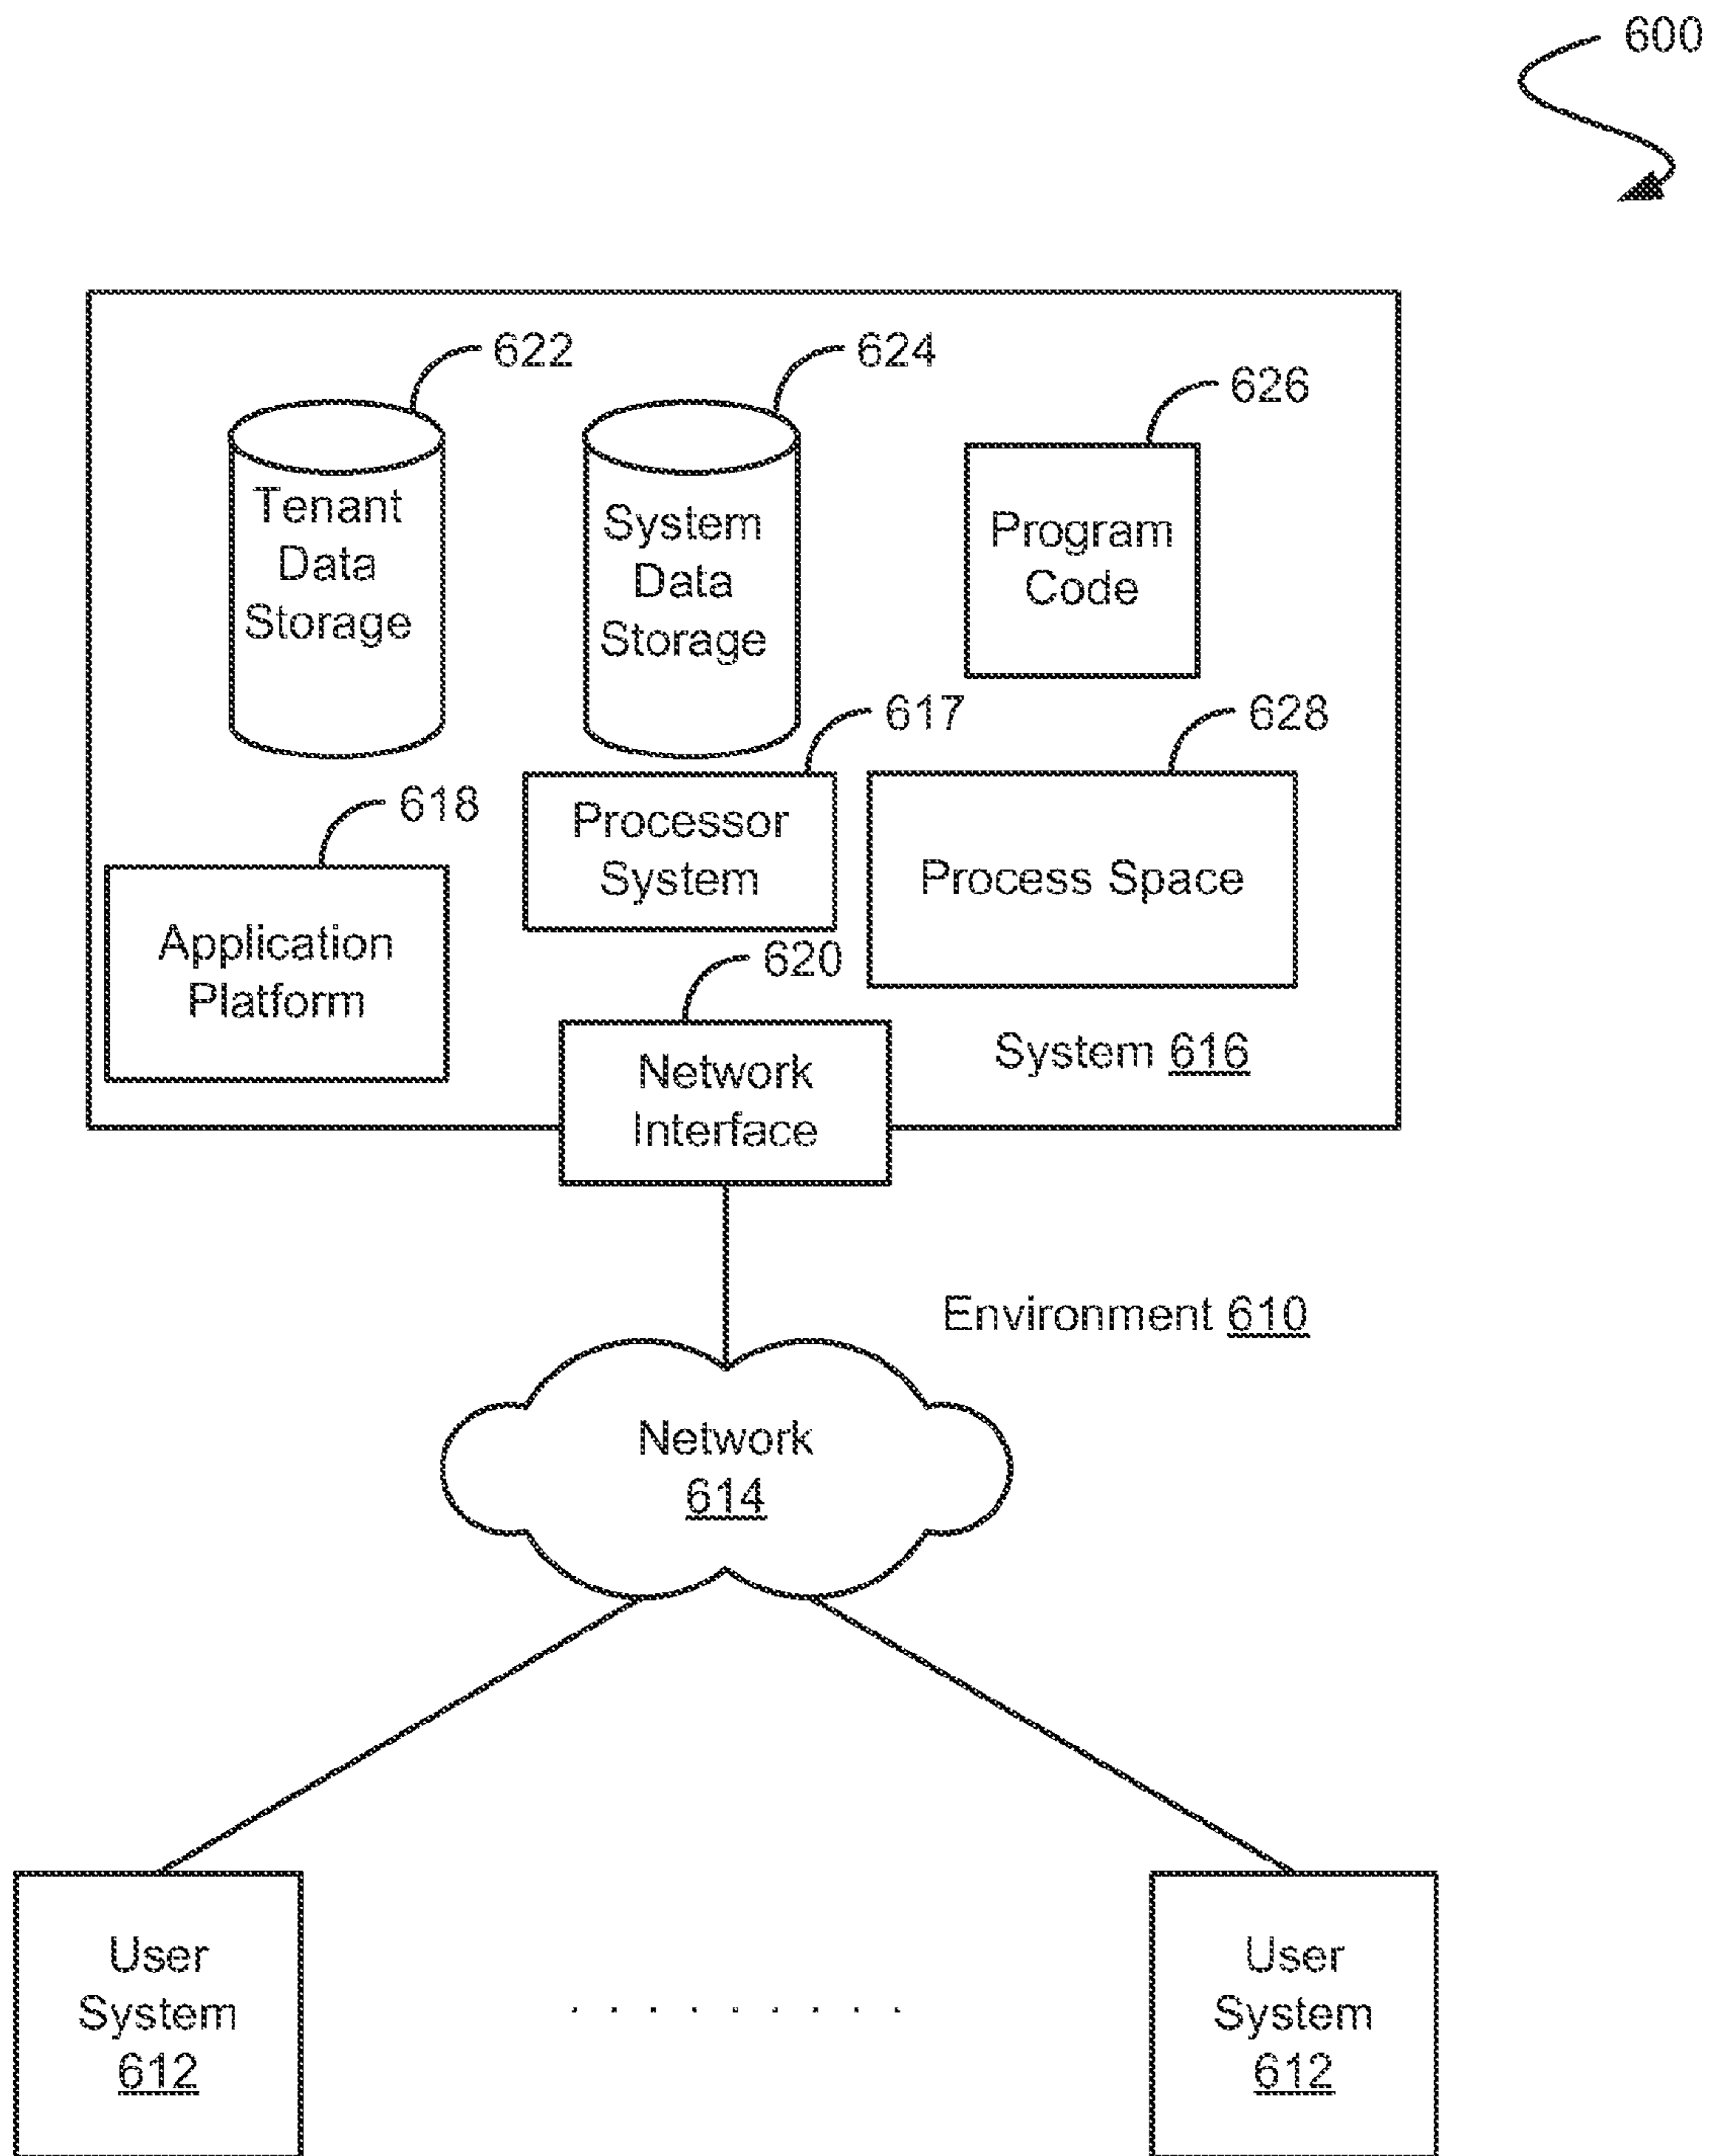 600
622
624
626
Tenant
Data
Storage
System
Data
Storage
Program
Code
617
628
618
Processor
System
Process Space
Application
Platform
620
Network
Interface
System 616
Environment 610
Network
614
User
System
612
. . . . . . . . .
User
System
612